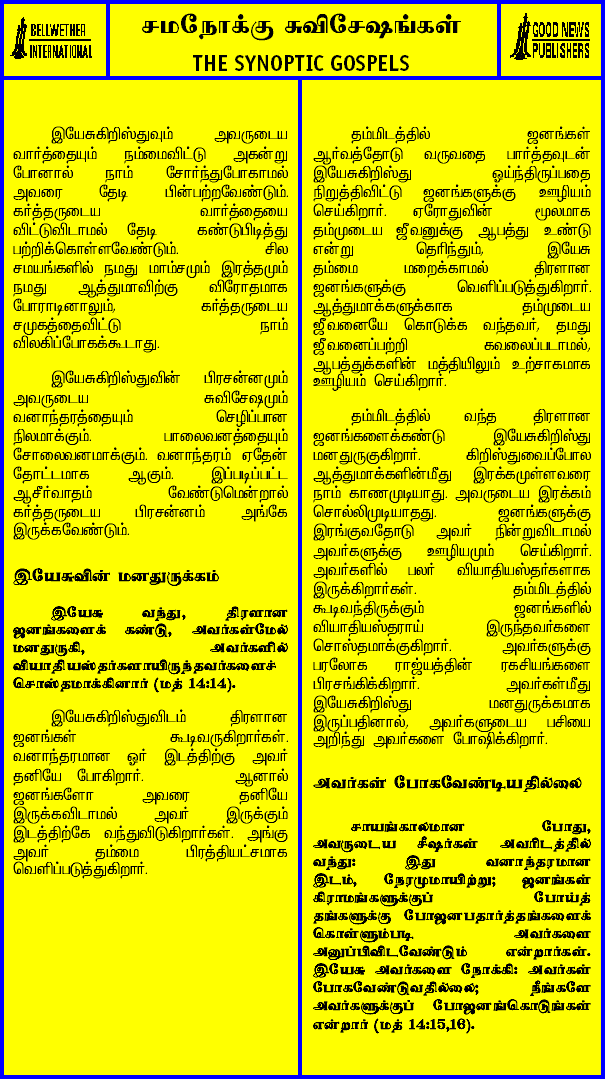 BELLWETHER
INTERNATIONAL
சமநோக்கு சுவிசேஷங்கள்
THE SYNOPTIC GOSPELS
GOOD NEWS
PUBLISHERS
இயேசுகிறிஸ்துவும் அவருடைய
வார்த்தையும் நம்மைவிட்டு அகன்று
போனால் நாம் சோர்ந்துபோகாமல்
அவரை தேடி பின்பற்றவேண்டும்.
கர்த்தருடைய வார்த்தையை
விட்டுவிடாமல் தேடி கண்டுபிடித்து
பற்றிக்கொள்ளவேண்டும். சில
சமயங்களில் நமது மாம்சமும் இரத்தமும்
நமது ஆத்துமாவிற்கு விரோதமாக
போராடினாலும், கர்த்தருடைய
சமுகத்தைவிட்டு நாம்
விலகிப்போகக்கூடாது.
இயேசுகிறிஸ்துவின் பிரசன்னமும்
அவருடைய சுவிசேஷமும்
வனாந்தரத்தையும் செழிப்பான
நிலமாக்கும். பாலைவனத்தையும்
சோலைவனமாக்கும். வனாந்தரம் ஏதேன்
தோட்டமாக ஆகும். இப்படிப்பட்ட
ஆசீர்வாதம் வேண்டுமென்றால்
கர்த்தருடைய பிரசன்னம் அங்கே
இருக்கவேண்டும்.
இயேசுவின் மனதுருக்கம்
இயேசு வந்து, திரளான
ஜனங்களைக் கண்டு, அவர்கள்மேல்
மனதுருகி, அவர்களில்
வியாதியஸ்தர்களாயிருந்தவர்களைச்
சொஸ்தமாக்கினார் (மத் 14:14).
இயேசுகிறிஸ்துவிடம் திரளான
ஜனங்கள் கூடிவருகிறார்கள்.
வனாந்தரமான ஓர் இடத்திற்கு அவர்
தனியே போகிறார். ஆனால்
ஜனங்களோ அவரை தனியே
இருக்கவிடாமல் அவர் இருக்கும்
இடத்திற்கே வந்துவிடுகிறார்கள். அங்கு
அவர் தம்மை பிரத்தியட்சமாக
வெளிப்படுத்துகிறார்.
தம்மிடத்தில் ஜனங்கள்
ஆர்வத்தோடு வருவதை பார்த்தவுடன்
இயேசுகிறிஸ்து ஓய்ந்திருப்பதை
நிறுத்திவிட்டு ஜனங்களுக்கு ஊழியம்
செய்கிறார். ஏரோதுவின் மூலமாக
தம்முடைய ஜீவனுக்கு ஆபத்து உண்டு
என்று தெரிந்தும், இயேசு
தம்மை மறைக்காமல் திரளான
ஜனங்களுக்கு வெளிப்படுத்துகிறார்.
ஆத்துமாக்களுக்காக தம்முடைய
ஜீவனையே கொடுக்க வந்தவர், தமது
ஜீவனைப்பற்றி கவலைப்படாமல்,
ஆபத்துக்களின் மத்தியிலும் உற்சாகமாக
ஊழியம் செய்கிறார்.
தம்மிடத்தில் வந்த திரளான
ஜனங்களைக்கண்டு இயேசுகிறிஸ்து
மனதுருகுகிறார். கிறிஸ்துவைப்போல
ஆத்துமாக்களின்மீது இரக்கமுள்ளவரை
நாம் காணமுடியாது. அவருடைய இரக்கம்
சொல்லிமுடியாதது. ஜனங்களுக்கு
இரங்குவதோடு அவர் நின்றுவிடாமல்
அவர்களுக்கு ஊழியமும் செய்கிறார்.
அவர்களில் பலர் வியாதியஸ்தர்களாக
இருக்கிறார்கள். தம்மிடத்தில்
கூடிவந்திருக்கும் ஜனங்களில்
வியாதியஸ்தராய் இருந்தவர்களை
சொஸ்தமாக்குகிறார். அவர்களுக்கு
பரலோக ராஜ்யத்தின் ரகசியங்களை
பிரசங்கிக்கிறார். அவர்கள்மீது
இயேசுகிறிஸ்து மனதுருக்கமாக
இருப்பதினால், அவர்களுடைய பசியை
அறிந்து அவர்களை போஷிக்கிறார்.
அவர்கள் போகவேண்டியதில்லை
சாயங்காலமான போது,
அவருடைய சீஷர்கள் அவரிடத்தில்
வந்து: இது வனாந்தரமான
இடம், நேரமுமாயிற்று; ஜனங்கள்
கிராமங்களுக்குப் போய்த்
தங்களுக்கு போஜனபதார்த்தங்களைக்
கொள்ளும்படி அவர்களை
அனுப்பிவிடவேண்டும் என்றார்கள்.
இயேசு அவர்களை நோக்கி: அவர்கள்
போகவேண்டுவதில்லை; நீங்களே
அவர்களுக்குப் போஜனங்கொடுங்கள்
என்றார் (மத் 14:15,16).